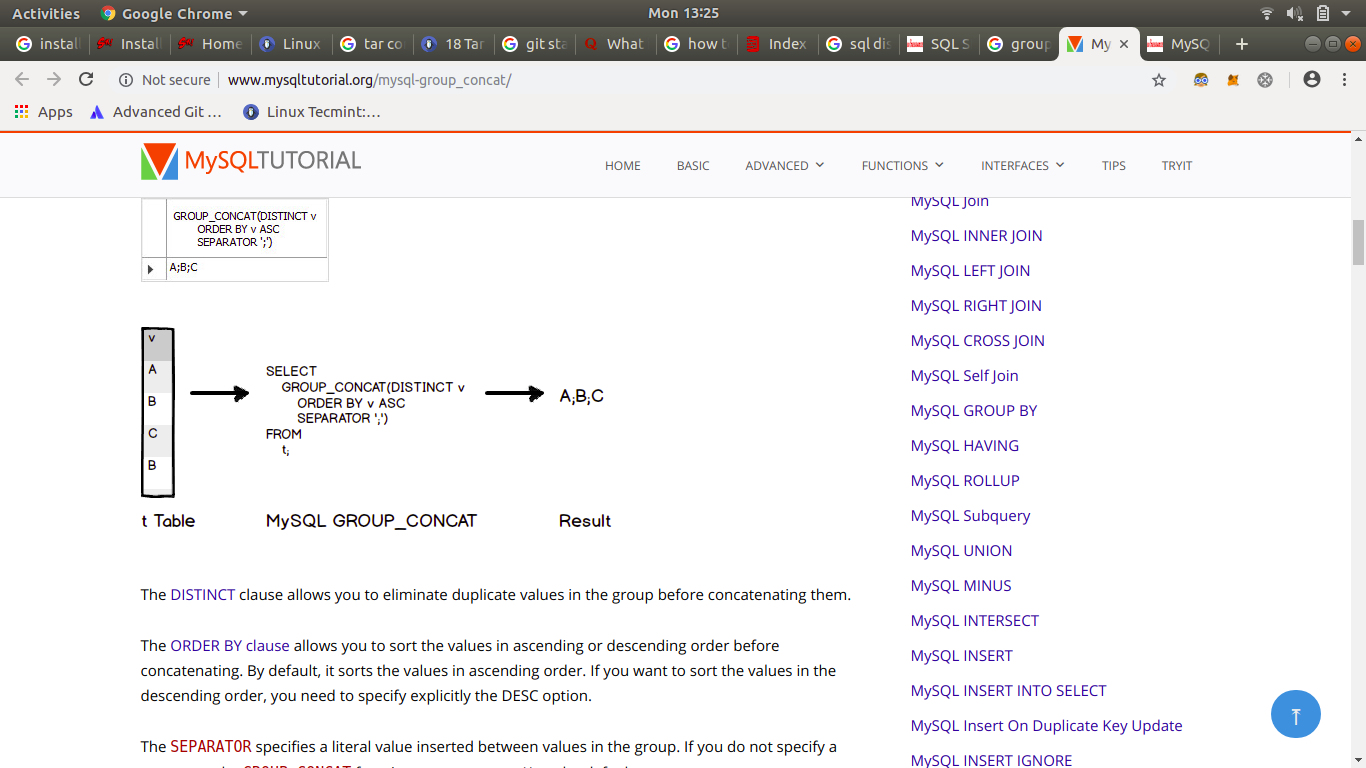 Activities Google Chrome Mon 13:25
instal Instal Home Linux tar co 18 Tar git sta What how t Index sql dis SQL S group My MySQ
Not secure www.mysqltutorial.org/mysql-group_concat/
Apps Advanced Git ... Linux Tecmint:...
MySQLTUTORIAL HOME BASIC ADVANCED FUNCTIONS INTERFACES TIPS TRYIT
GROUP_CONCAT(DISTINCT v
ORDER BY v ASC
SEPARATOR ';')
A;B;C
v
A
B
C
B
SELECT
GROUP_CONCAT(DISTINCT v
ORDER BY v ASC
SEPARATOR ';')
FROM
t;
A;B;C
t Table MySQL GROUP_CONCAT Result
The DISTINCT clause allows you to eliminate duplicate values in the group before concatenating them.
The ORDER BY clause allows you to sort the values in ascending or descending order before
concatenating. By default, it sorts the values in ascending order. If you want to sort the values in the
descending order, you need to specify explicitly the DESC option.
The SEPARATOR specifies a literal value inserted between values in the group. If you do not specify a
MySQL Join
MySQL INNER JOIN
MySQL LEFT JOIN
MySQL RIGHT JOIN
MySQL CROSS JOIN
MySQL Self Join
MySQL GROUP BY
MySQL HAVING
MySQL ROLLUP
MySQL Subquery
MySQL UNION
MySQL MINUS
MySQL INTERSECT
MySQL INSERT
MySQL INSERT INTO SELECT
MySQL Insert On Duplicate Key Update
MySQL INSERT IGNORE